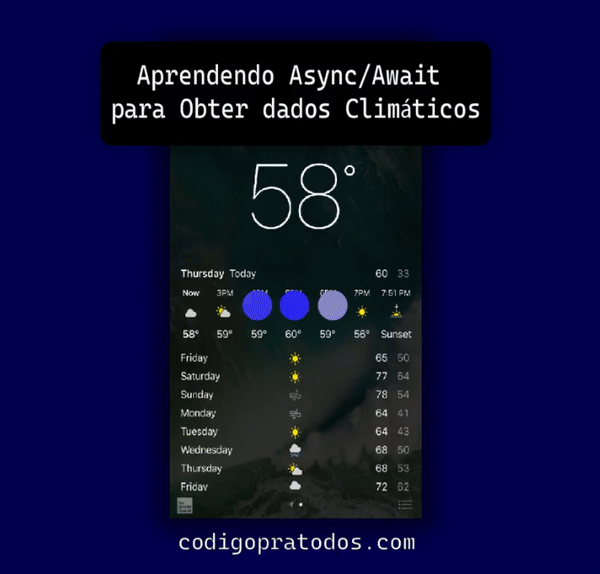 Aprendendo Async/Await
para Obter dados Climáticos
58°
Thursday Today 60 33
Now 3PM 7PM 7:51 PM
58° 59° 59° 60° 59° 56° Sunset
Friday 65 50
Saturday 77 64
Sunday 78 54
Monday 64 41
Tuesday 64 43
Wednesday 68 50
Thursday 68 53
Friday 72 62
codigopratodos.com